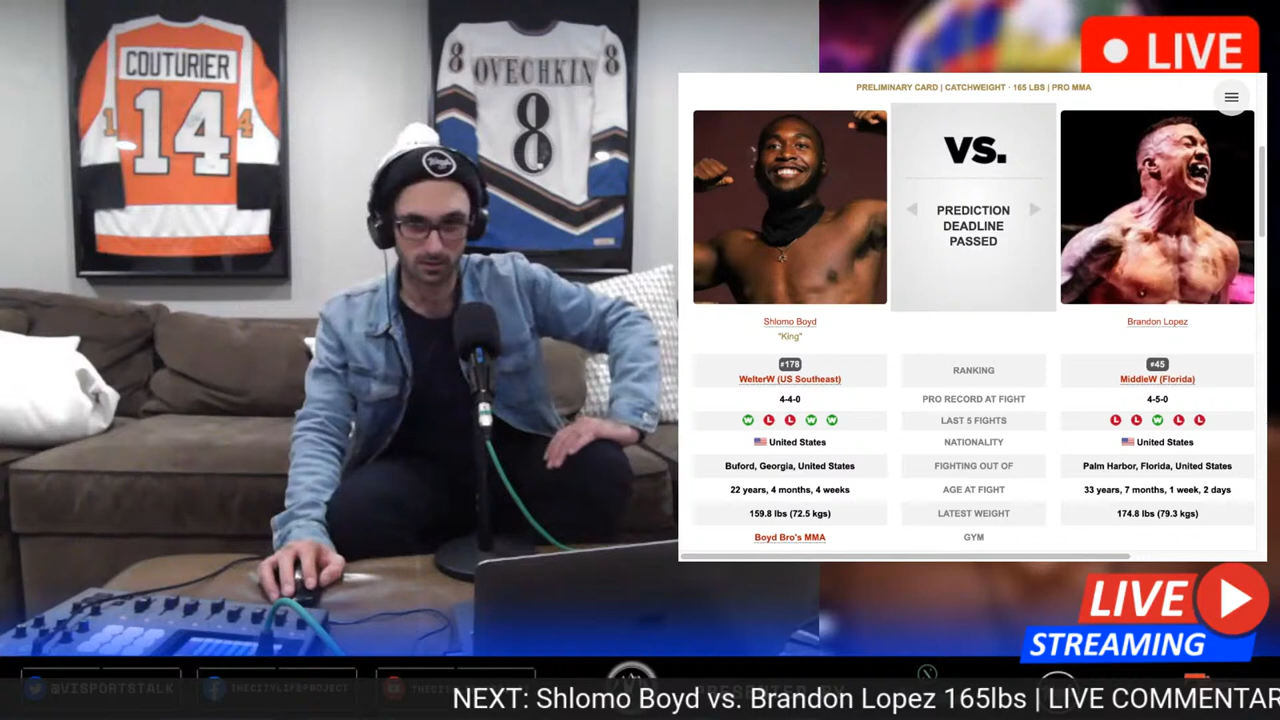 COUTURIER
14
14
8 OVECHKIN 8
8
LIVE
PRELIMINARY CARD | CATCHWEIGHT · 165 LBS | PRO MMA
VS.
PREDICTION
DEADLINE
PASSED
Shlomo Boyd
"King"
Brandon Lopez
#178
WelterW (US Southeast)
RANKING
#45
MiddleW (Florida)
4-4-0
PRO RECORD AT FIGHT
4-5-0
W L L W W
LAST 5 FIGHTS
L L W L L
United States
NATIONALITY
United States
Buford, Georgia, United States
FIGHTING OUT OF
Palm Harbor, Florida, United States
22 years, 4 months, 4 weeks
AGE AT FIGHT
33 years, 7 months, 1 week, 2 days
159.8 lbs (72.5 kgs)
LATEST WEIGHT
174.8 lbs (79.3 kgs)
Boyd Bro's MMA
GYM
LIVE
STREAMING
@VISPORTSTALK
THECITYLIFEPROJECT
NEXT: Shlomo Boyd vs. Brandon Lopez 165lbs | LIVE COMMENTAR